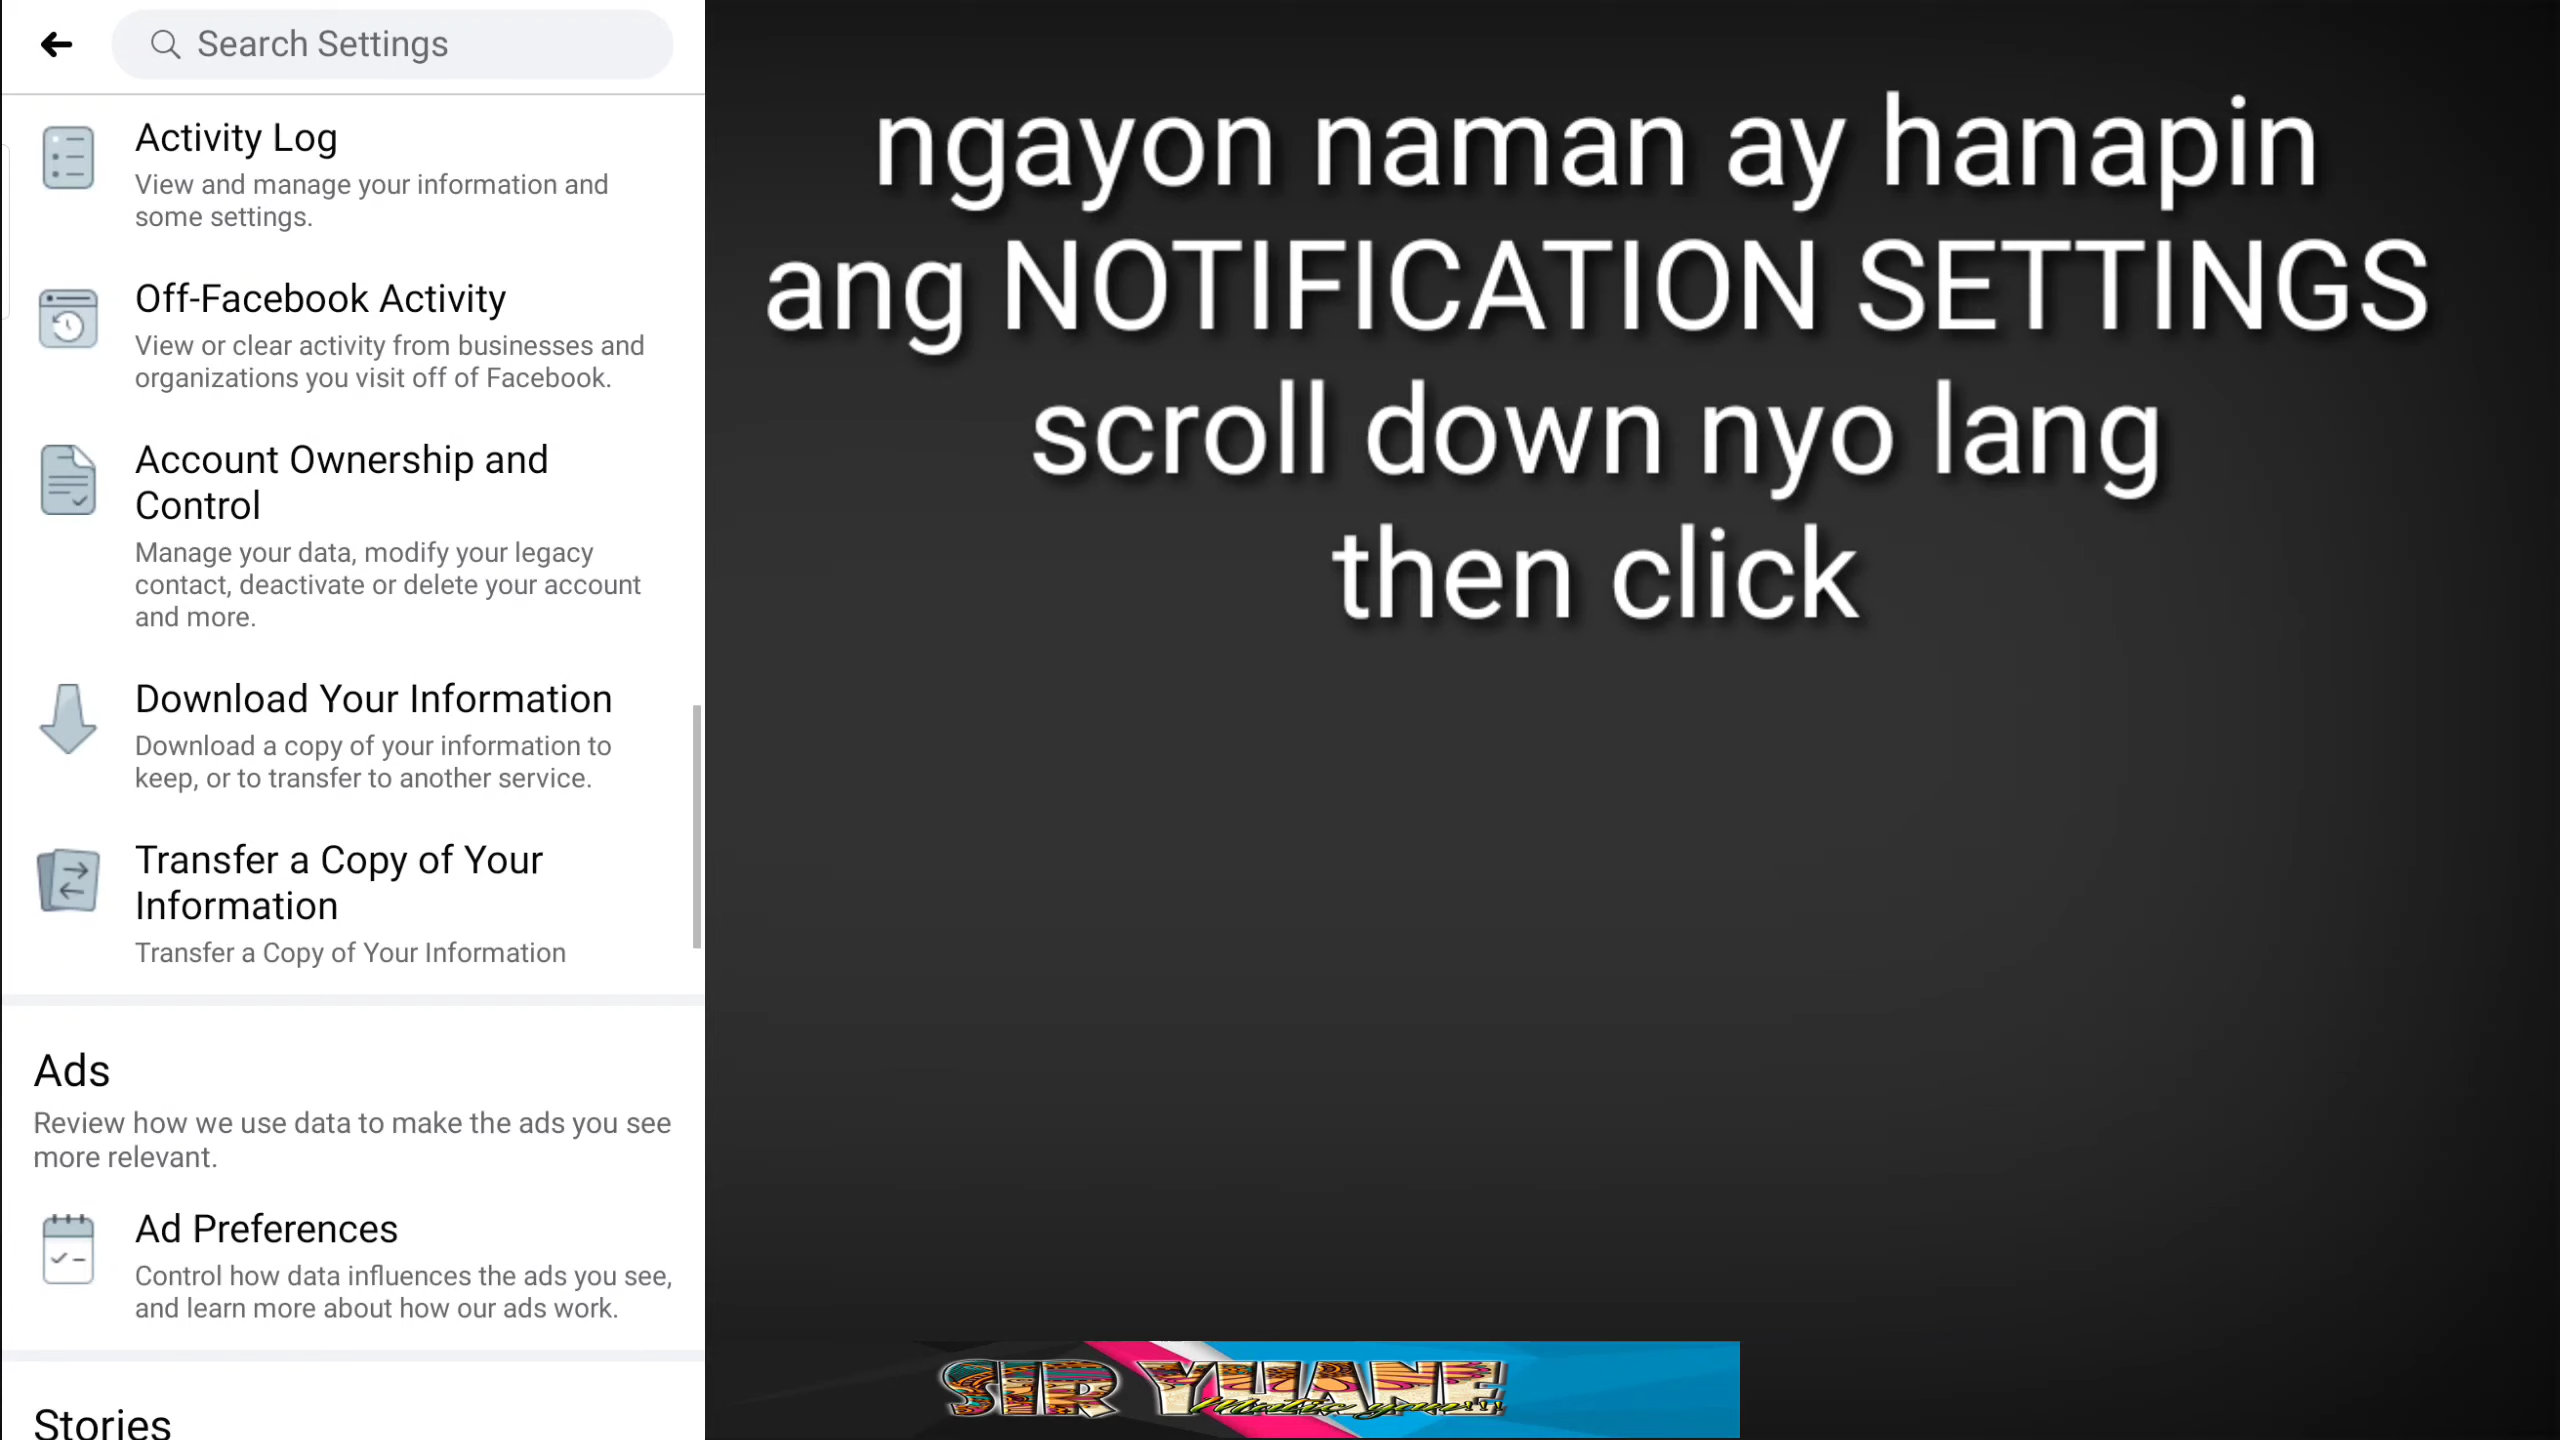 Search Settings
Activity Log
View and manage your information and
some settings.
Off-Facebook Activity
View or clear activity from businesses and
organizations you visit off of Facebook.
Account Ownership and
Control
Manage your data, modify your legacy
contact, deactivate or delete your account
and more.
Download Your Information
Download a copy of your information to
keep, or to transfer to another service.
Transfer a Copy of Your
Information
Transfer a Copy of Your Information
Ads
Review how we use data to make the ads you see
more relevant.
Ad Preferences
Control how data influences the ads you see,
and learn more about how our ads work.
Stories
ngayon naman ay hanapin
ang NOTIFICATION SETTINGS
scroll down nyo lang
then click
SIR YUANE